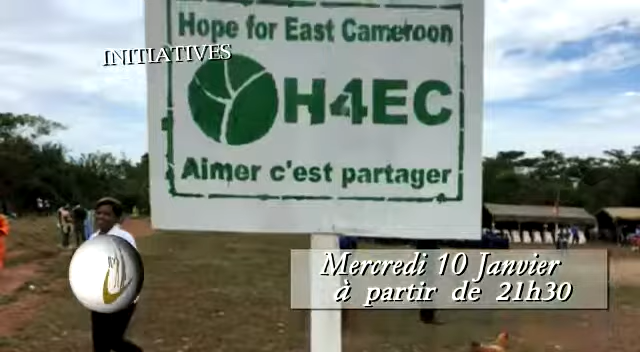 Hope for East Cameroon
INITIATIVES
H4EC
Aimer c'est partager
Mercredi 10 Janvier
à partir de 21h30